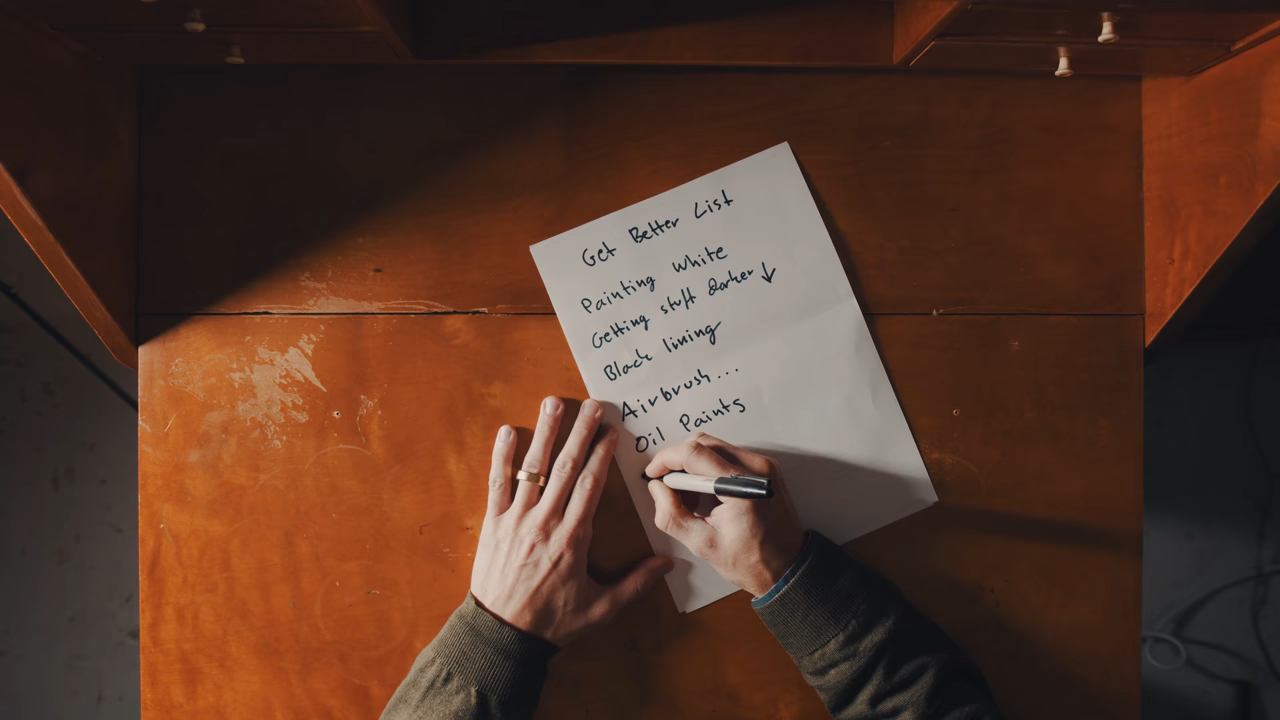 Get Better List
Painting White
Getting stuff Darker ↓
Black lining
Airbrush...
Oil Paints